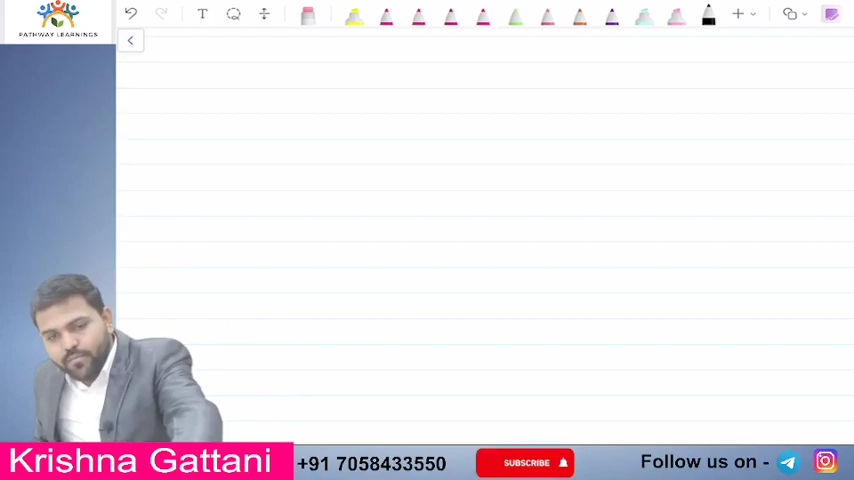 PATHWAY LEARNINGS
T
Krishna Gattani
+91 7058433550
SUBSCRIBE
Follow us on -